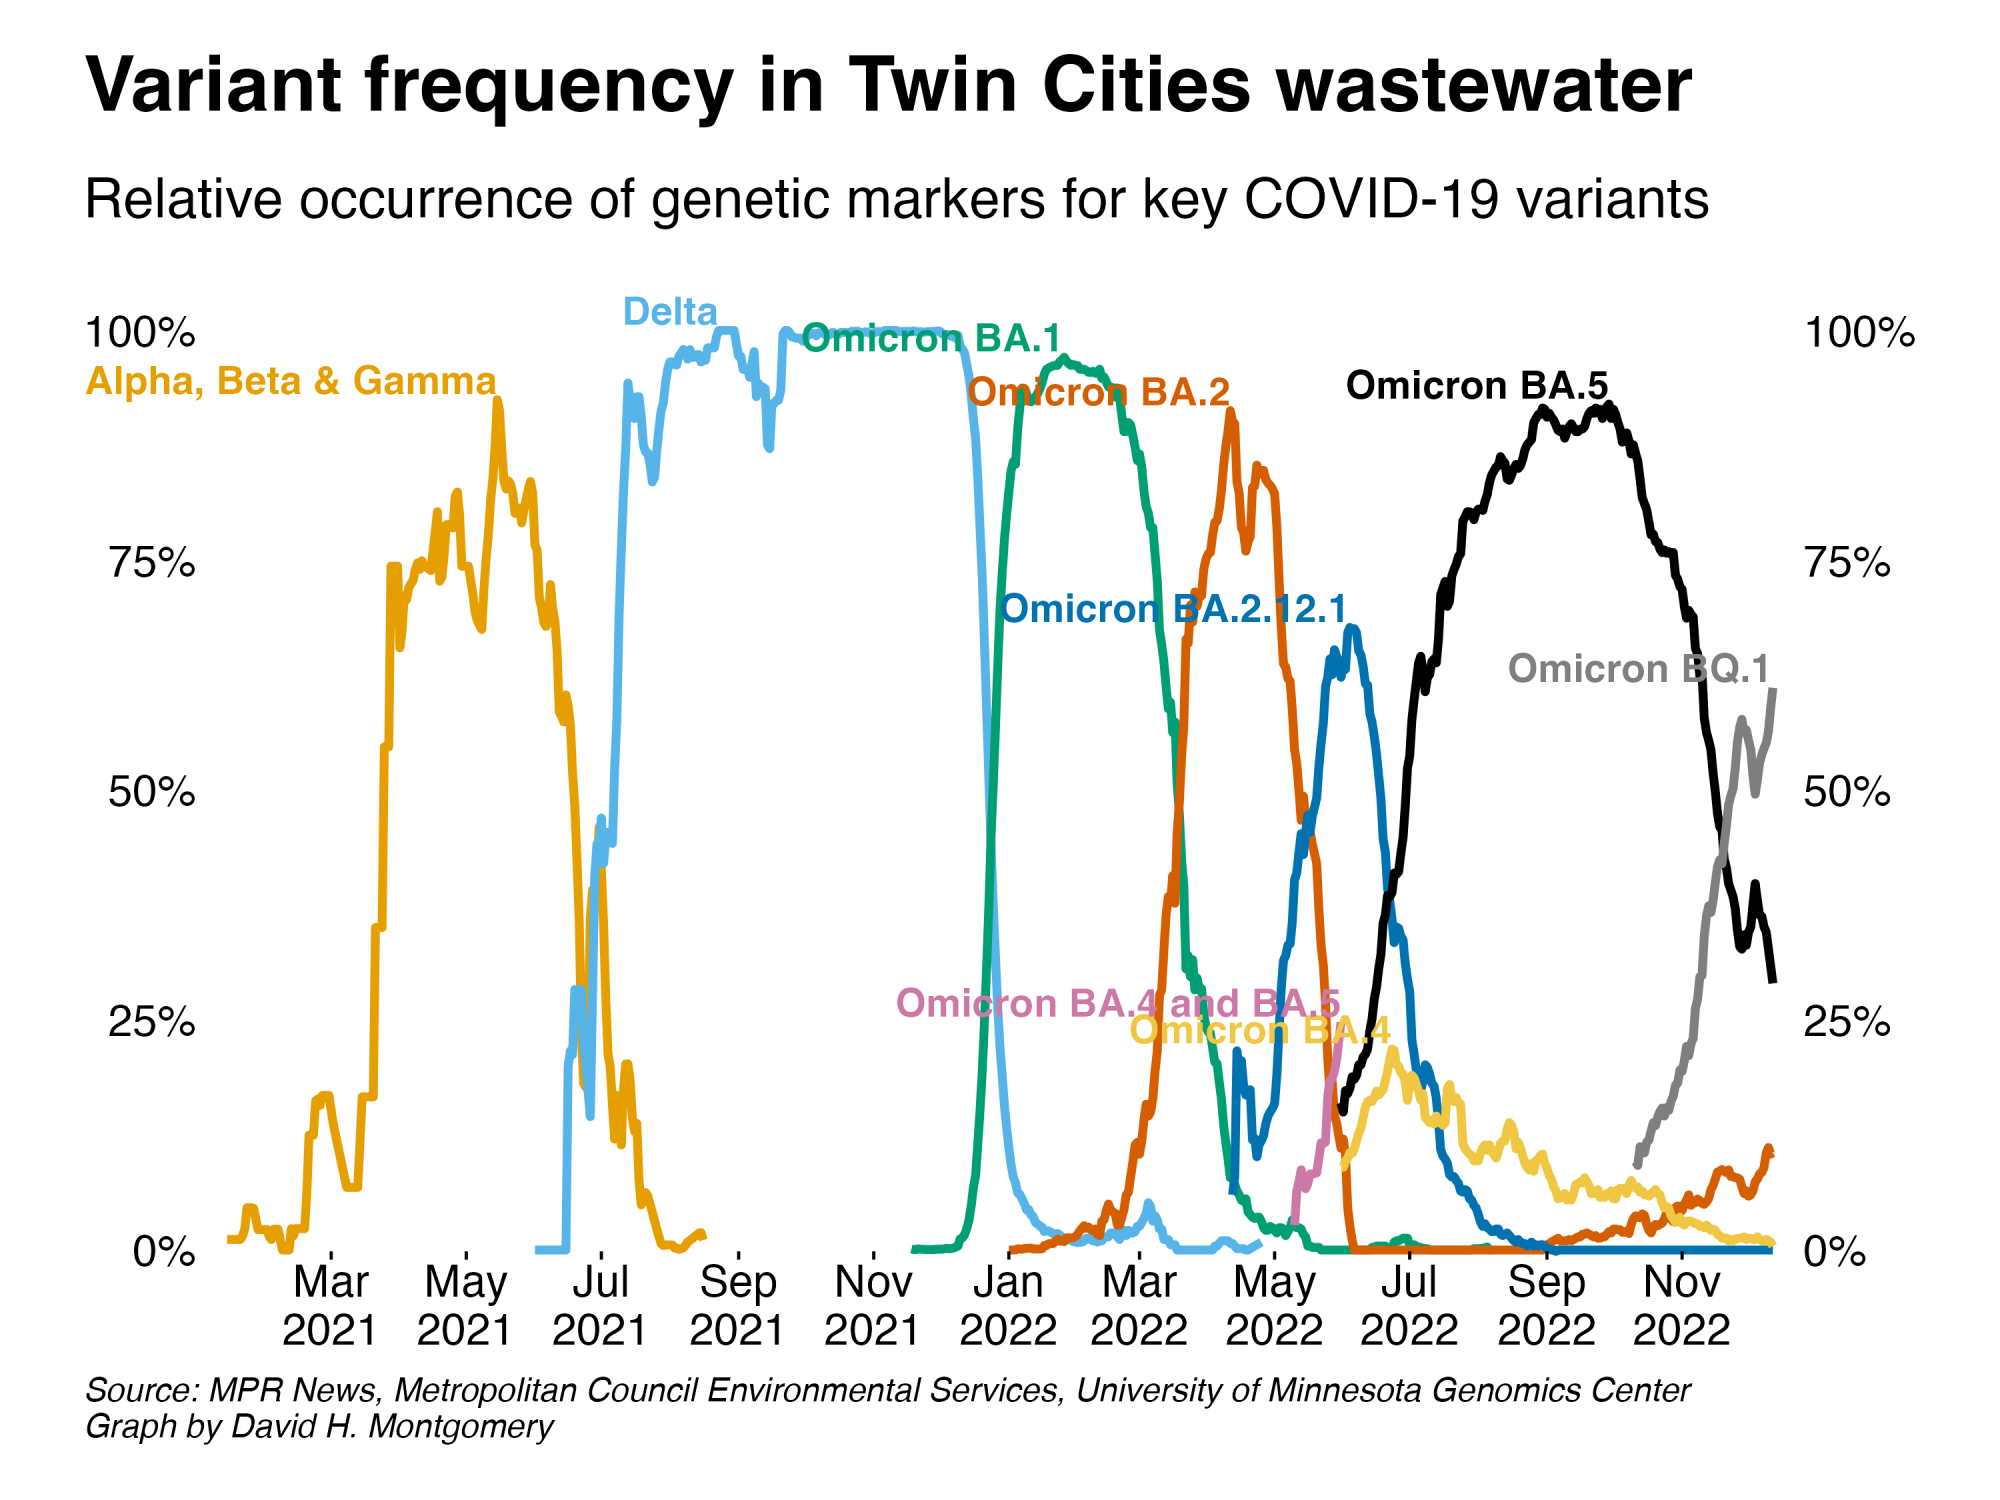 Variant frequency in Twin Cities wastewater
Relative occurrence of genetic markers for key COVID-19 variants
Delta
100%
Omicron BA.1
100%
Alpha, Beta & Gamma
Omicron BA.2
Omicron BA.5
75%
75%
Omicron BA.2.12.1
Omicron BQ.1
50%
50%
Omicron BA.4 and BA.5
25%
Omicron BA.4
25%
0%
0%
Mar May Jul Sep Nov Jan Mar May Jul Sep Nov
2021 2021 2021 2021 2021 2022 2022 2022 2022 2022 2022
Source: MPR News, Metropolitan Council Environmental Services, University of Minnesota Genomics Center
Graph by David H. Montgomery